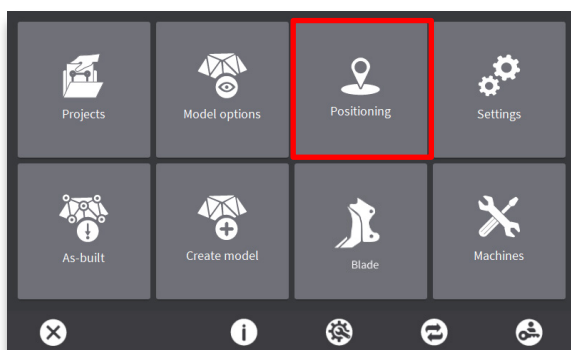 Projects
Model options
Positioning
Settings
As-built
Create model
Blade
Machines